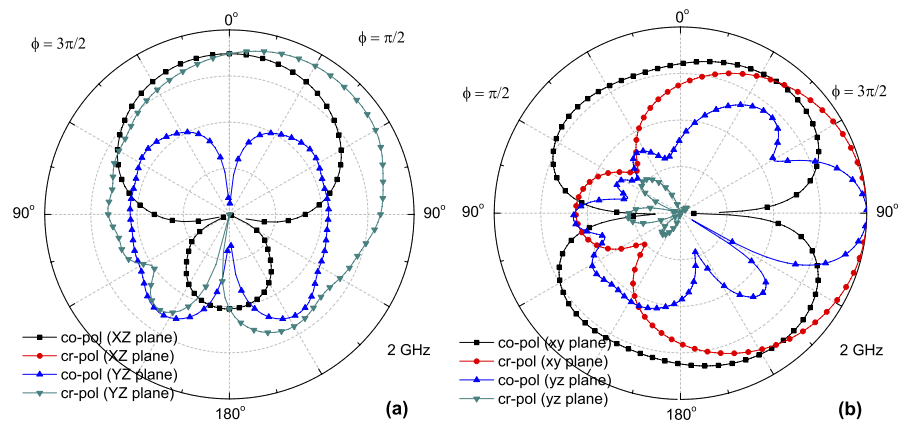 0°
ϕ = 3π/2
ϕ = π/2
90°
90°
co-pol (XZ plane)
cr-pol (XZ plane)
co-pol (YZ plane)
cr-pol (YZ plane)
2 GHz
180°
(a)
0°
ϕ = π/2
ϕ = 3π/2
90°
co-pol (xy plane)
cr-pol (xy plane)
co-pol (yz plane)
cr-pol (yz plane)
2 GHz
180°
(b)